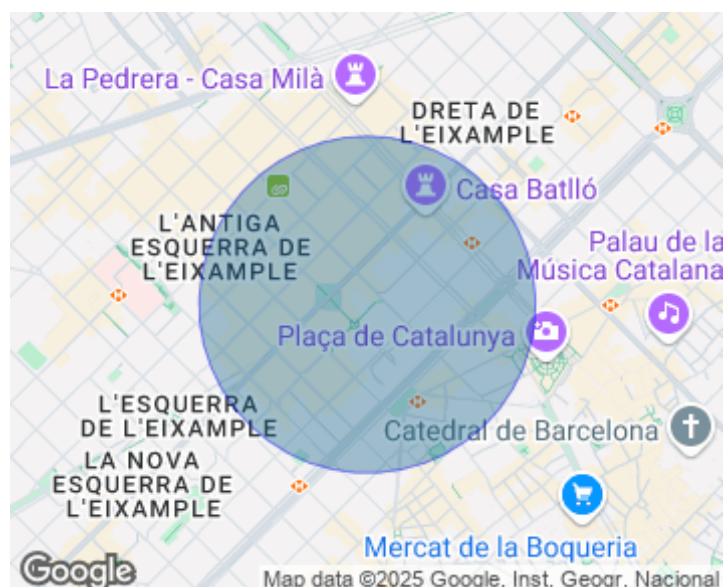 La Pedrera - Casa Milà
DRETA DE
L'EIXAMPLE
Casa Batlló
L'ANTIGA
ESQUERRA DE
L'EIXAMPLE
Palau de la
Música Catalana
Plaça de Catalunya
L'ESQUERRA
DE L'EIXAMPLE
Catedral de Barcelona
LA NOVA
ESQUERRA DE
L'EIXAMPLE
Mercat de la Boqueria
Google
Map data ©2025 Google, Inst. Geogr. Nacional